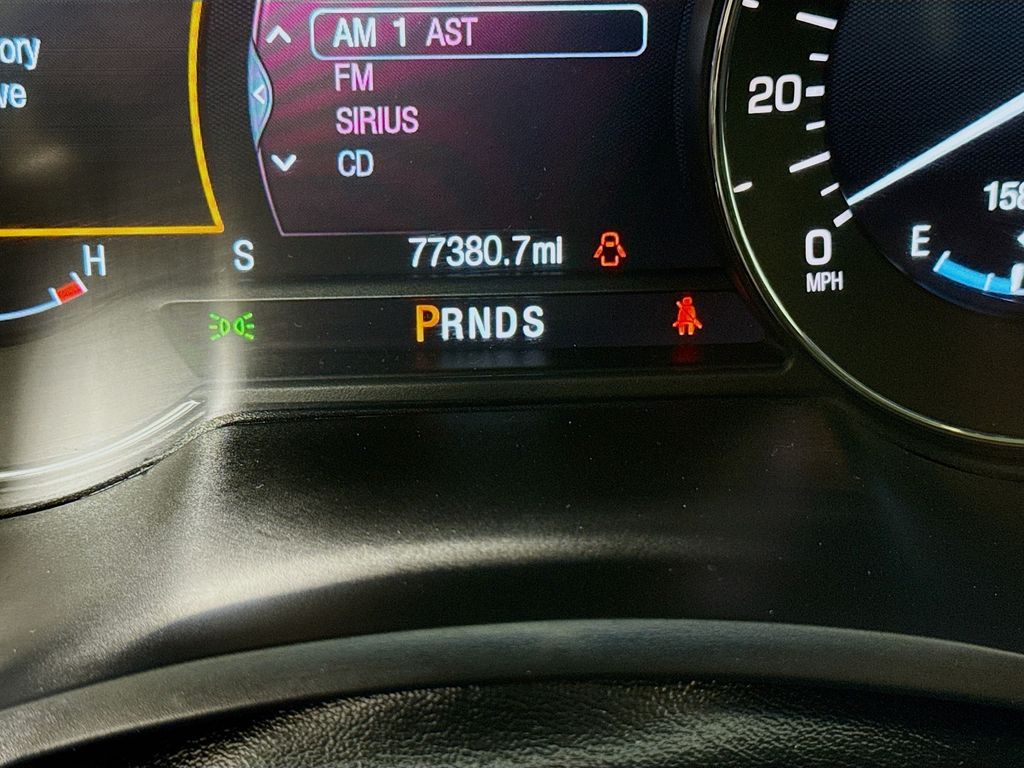 ory
ve
AM 1 AST
FM
SIRIUS
CD
20
158
H
S
77380.7mi
0
MPH
E
PRNDS